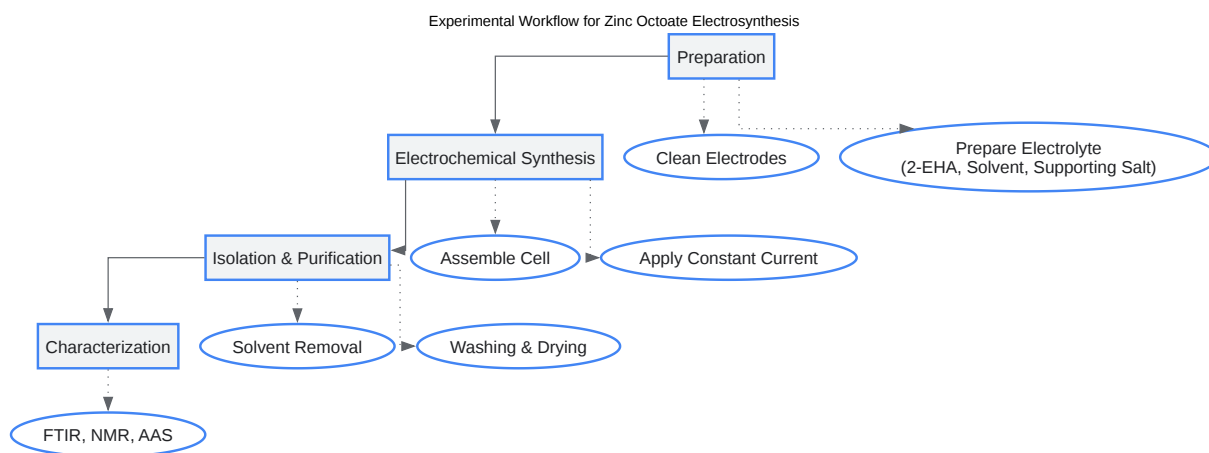 Experimental Workflow for Zinc Octoate Electrosynthesis
Preparation
Electrochemical Synthesis
Clean Electrodes
Prepare Electrolyte
(2-EHA, Solvent, Supporting Salt)
Isolation & Purification
Assemble Cell
Apply Constant Current
Characterization
Solvent Removal
Washing & Drying
FTIR, NMR, AAS